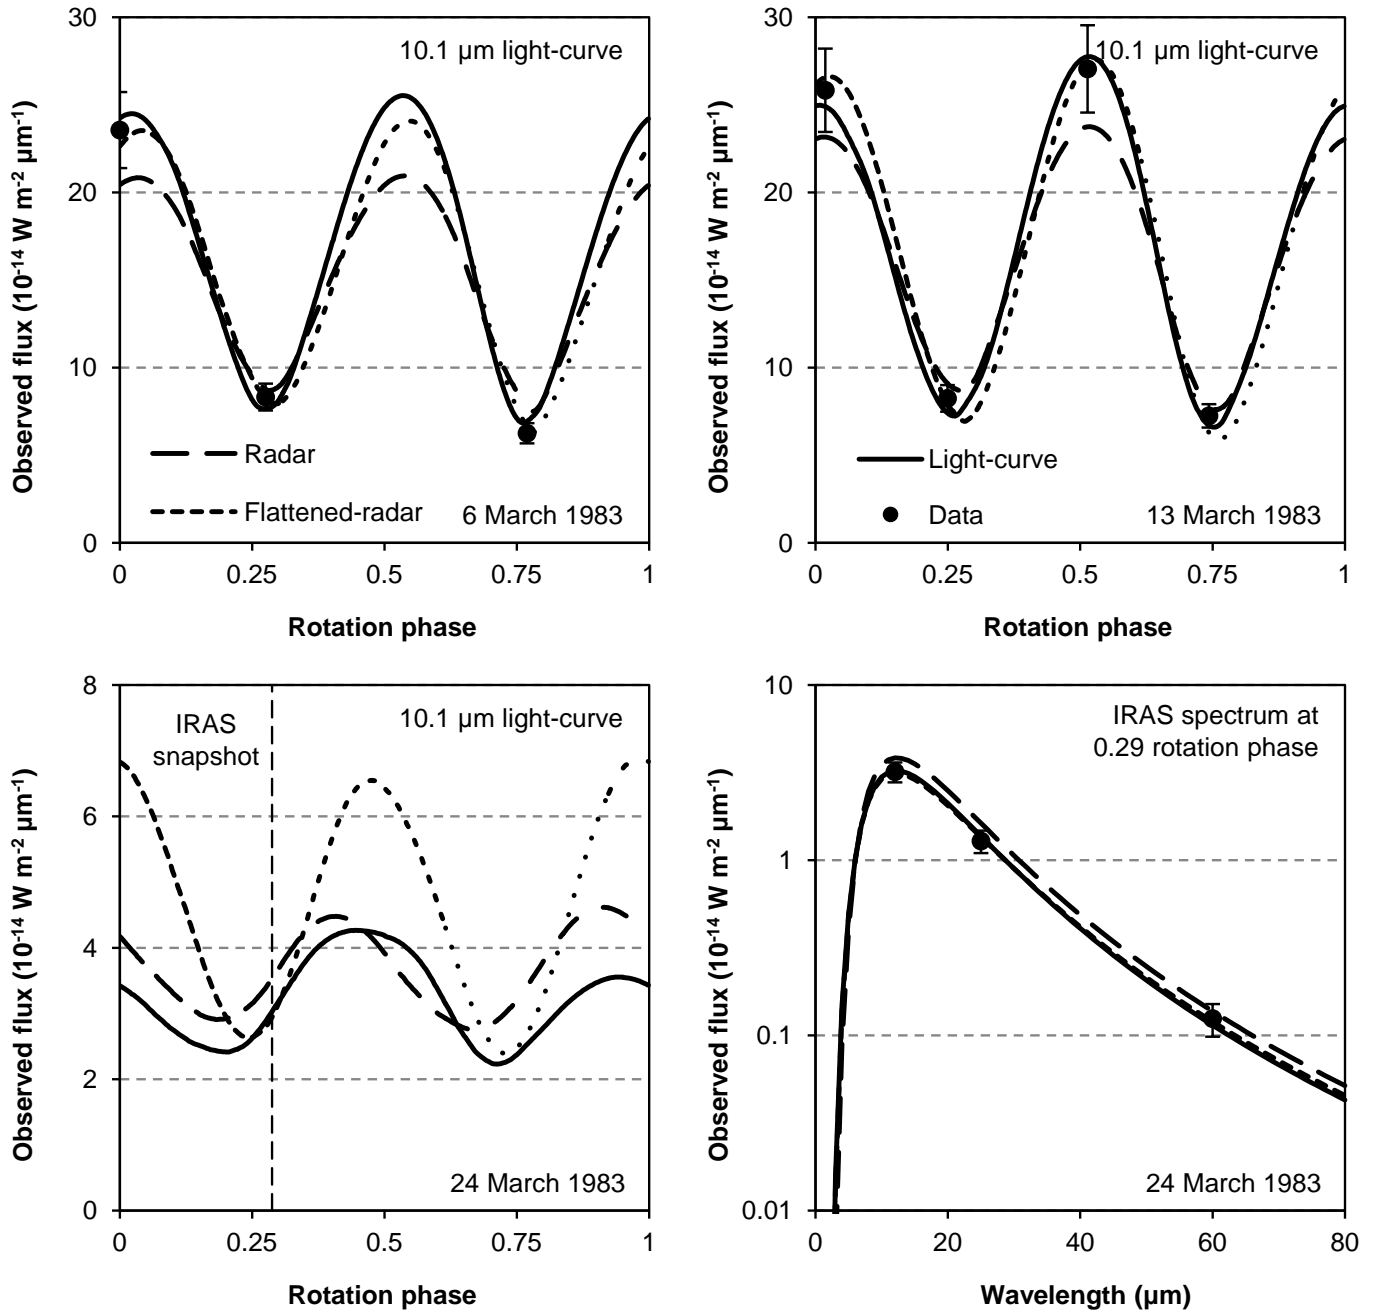 30
20
10
0
Observed flux (10-14 W m-2 µm-1)
10.1 µm light-curve
Radar
Flattened-radar
6 March 1983
0 0.25 0.5 0.75 1
Rotation phase
30
20
10
0
Observed flux (10-14 W m-2 µm-1)
10.1 µm light-curve
Light-curve
Data
13 March 1983
0 0.25 0.5 0.75 1
Rotation phase
8
6
4
2
0
Observed flux (10-14 W m-2 µm-1)
IRAS
snapshot
10.1 µm light-curve
24 March 1983
0 0.25 0.5 0.75 1
Rotation phase
10
1
0.1
0.01
Observed flux (10-14 W m-2 µm-1)
IRAS spectrum at
0.29 rotation phase
24 March 1983
0 20 40 60 80
Wavelength (µm)